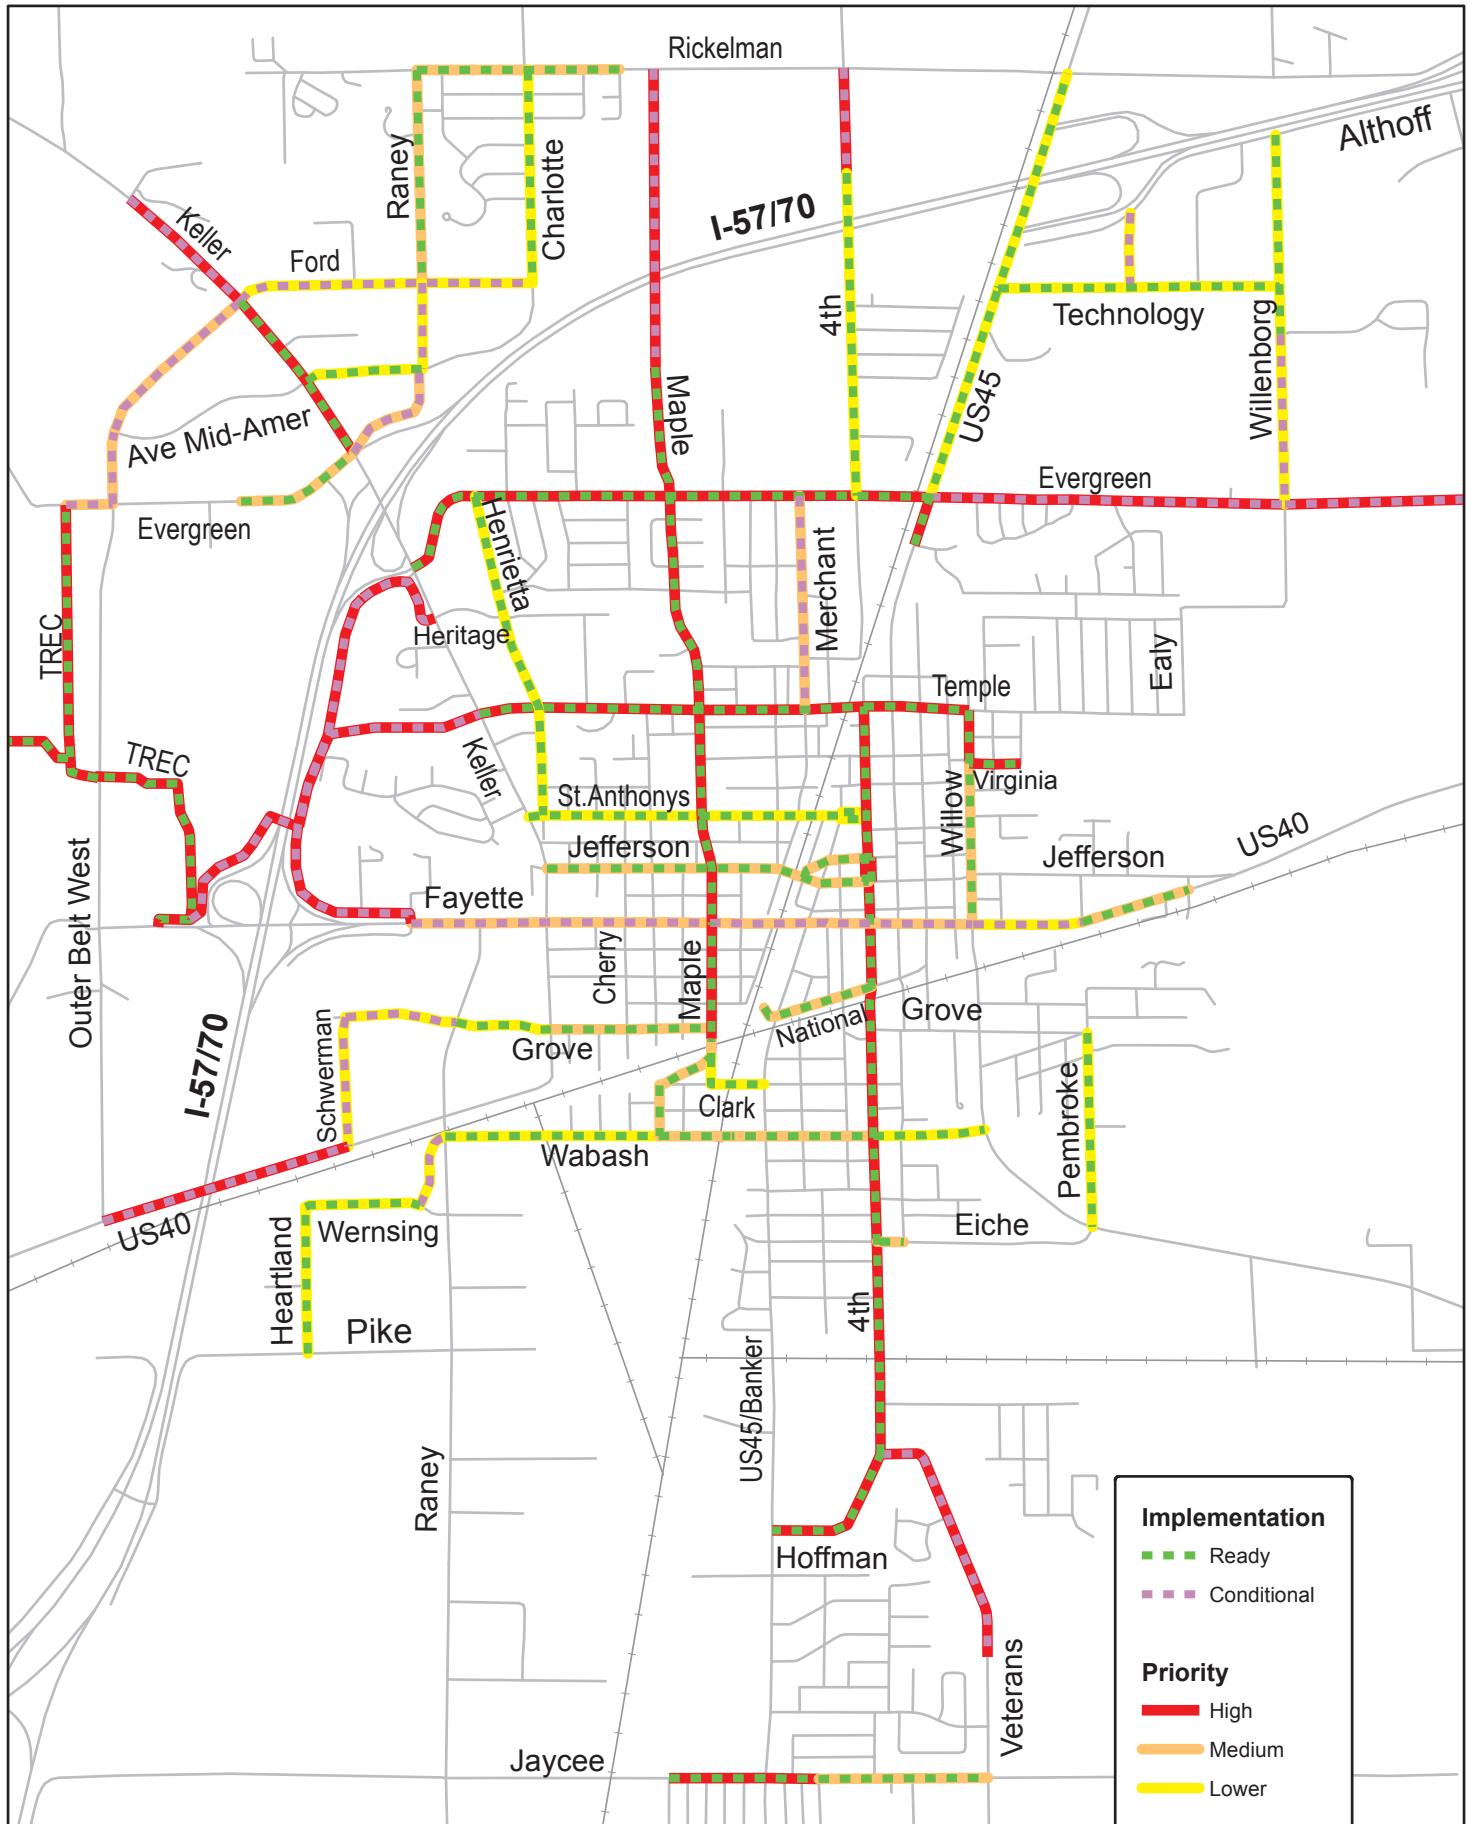 Rickelman
Althoff
Raney
Charlotte
Keller
I-57/70
Ford
4th
Technology
Willenborg
US45
Maple
Ave Mid-Amer
Evergreen
Evergreen
Henrietta
Merchant
TREC
Heritage
Ealy
Temple
TREC
Keller
Virginia
St.Anthonys
Willow
Jefferson
Jefferson
US40
Fayette
Outer Belt West
Cherry
Maple
Grove
National
Grove
I-57/70
Schwerman
Clark
Pembroke
Wabash
US40
Wernsing
Eiche
Heartland
Pike
4th
US45/Banker
Raney
Hoffman
Veterans
Jaycee
Implementation
Ready
Conditional
Priority
High
Medium
Lower